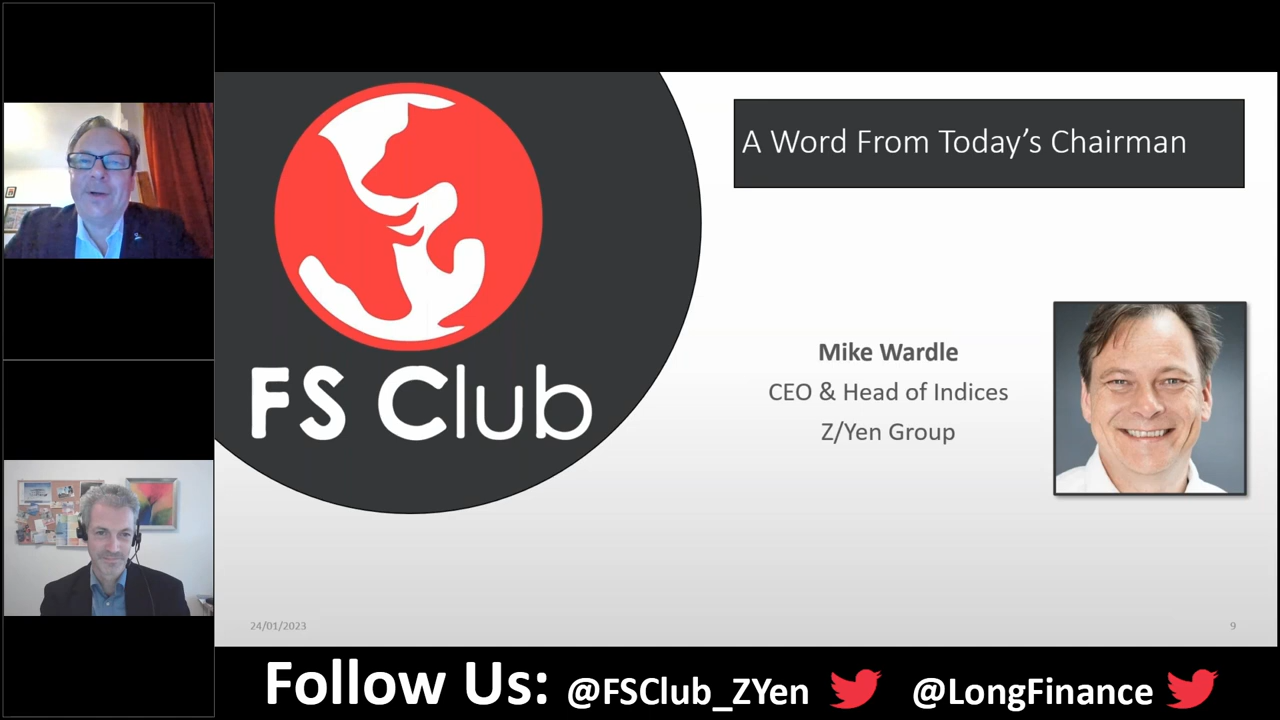 FS Club
A Word From Today's Chairman
Mike Wardle
CEO & Head of Indices
Z/Yen Group
24/01/2023
9
Follow Us: @FSClub_ZYen @LongFinance